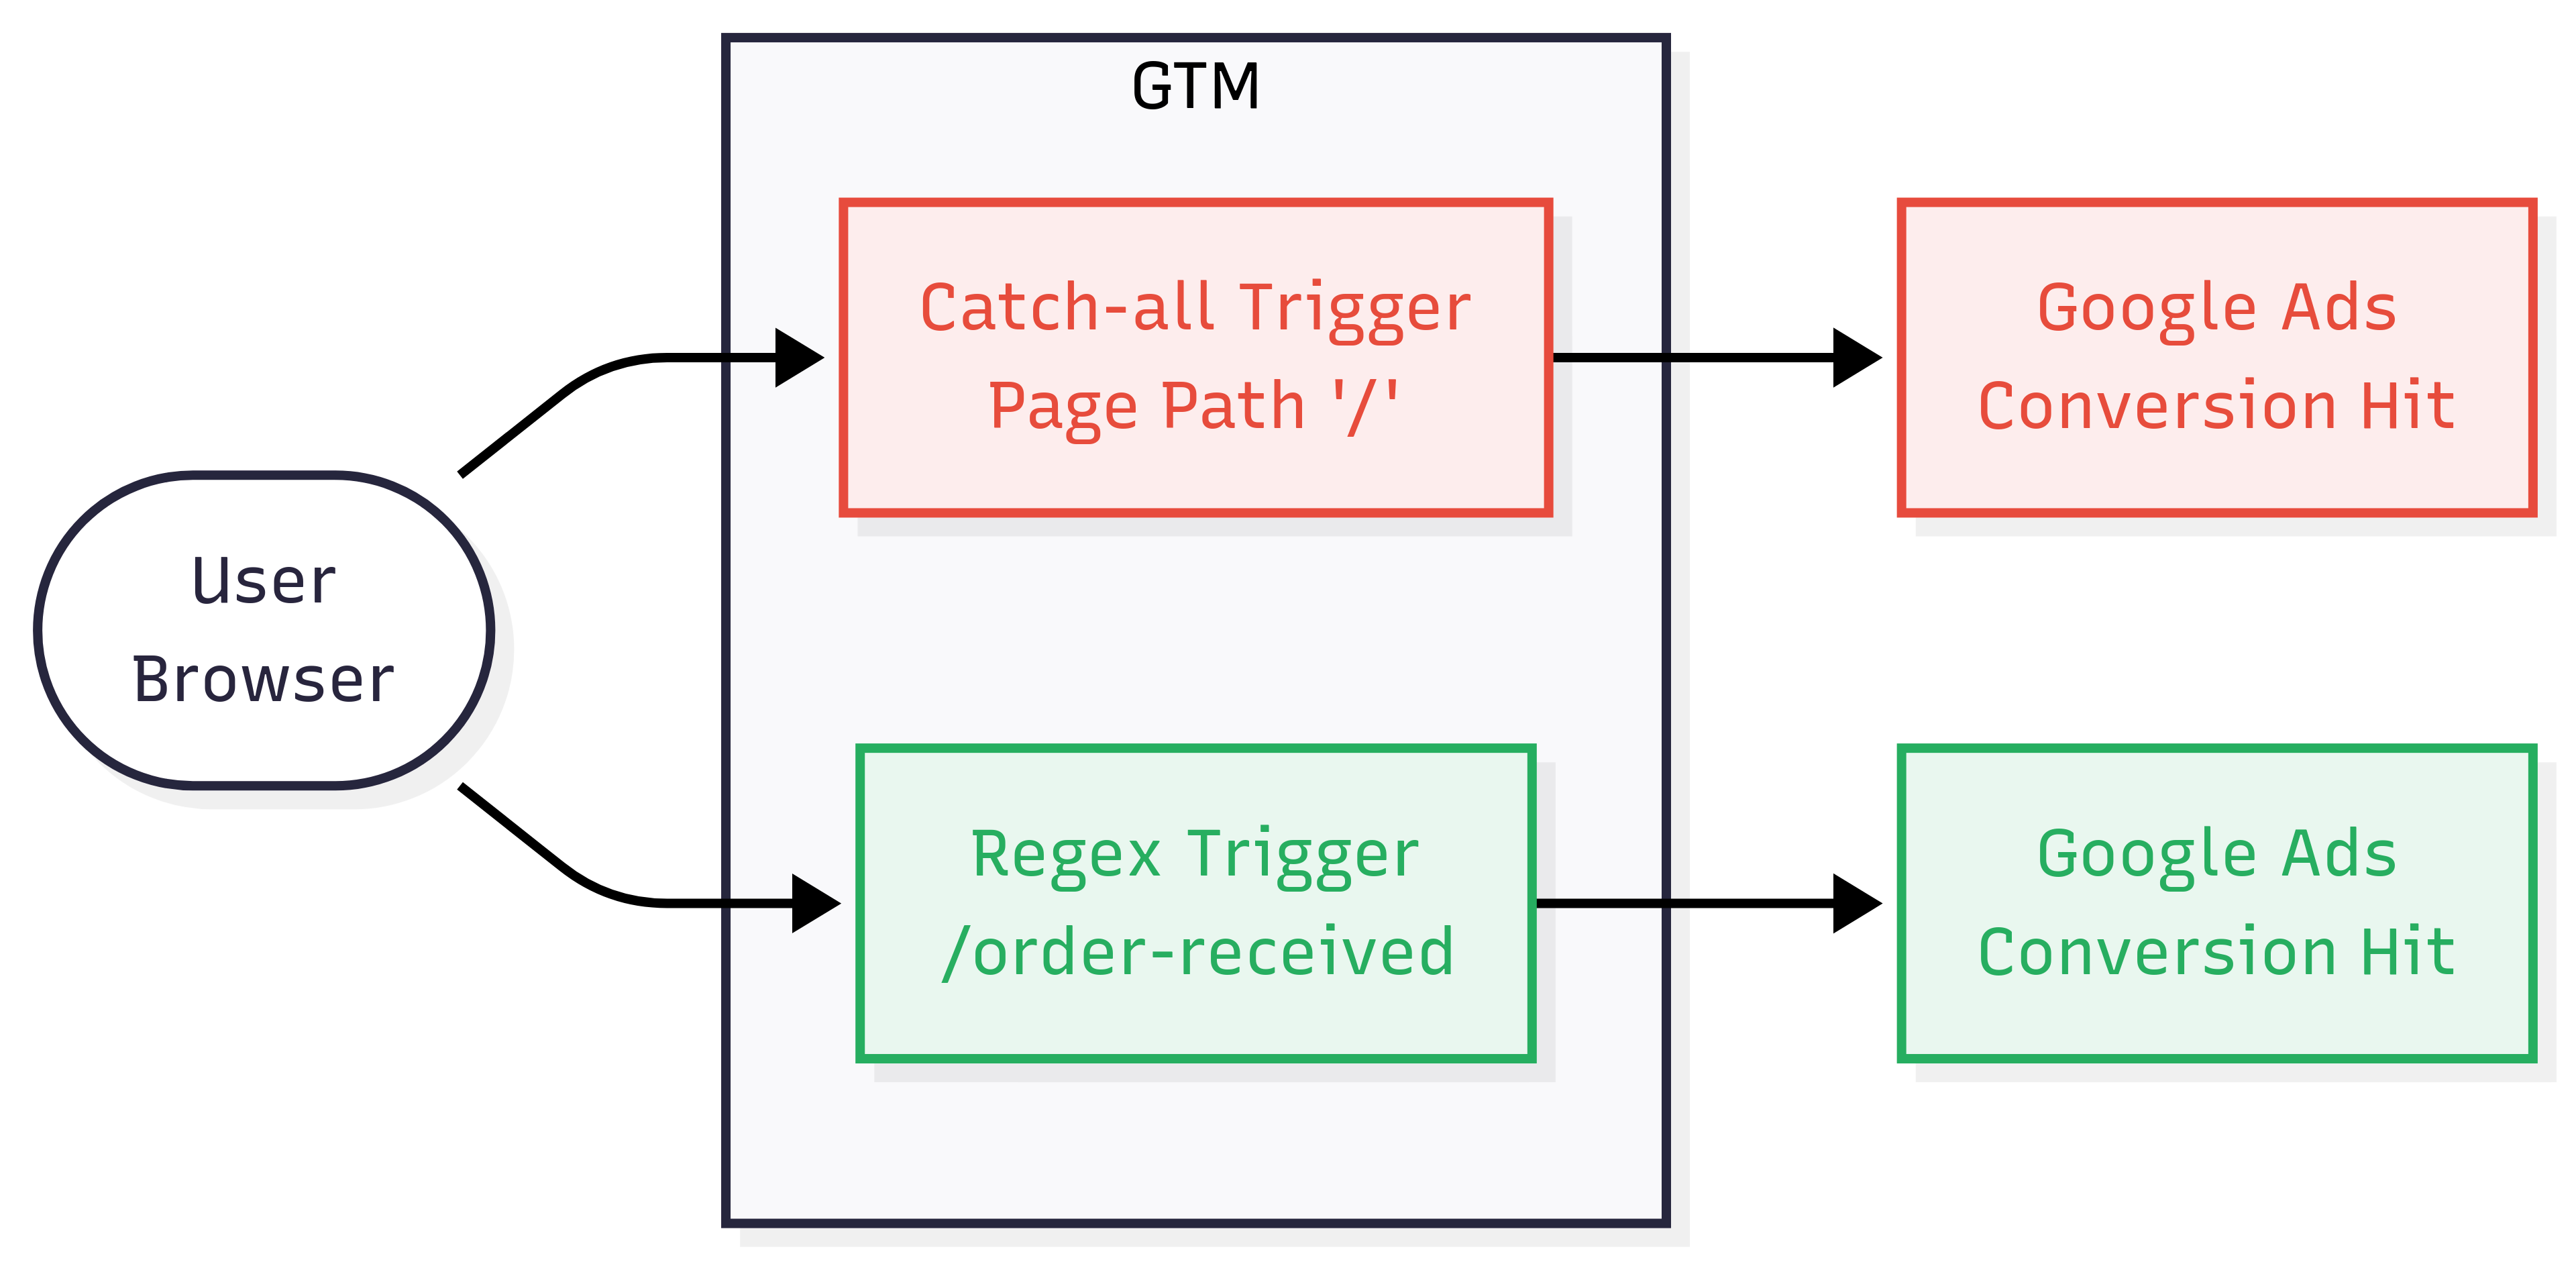 GTM
Catch-all Trigger
Page Path '/'
Google Ads
Conversion Hit
User
Browser
Regex Trigger
/order-received
Google Ads
Conversion Hit